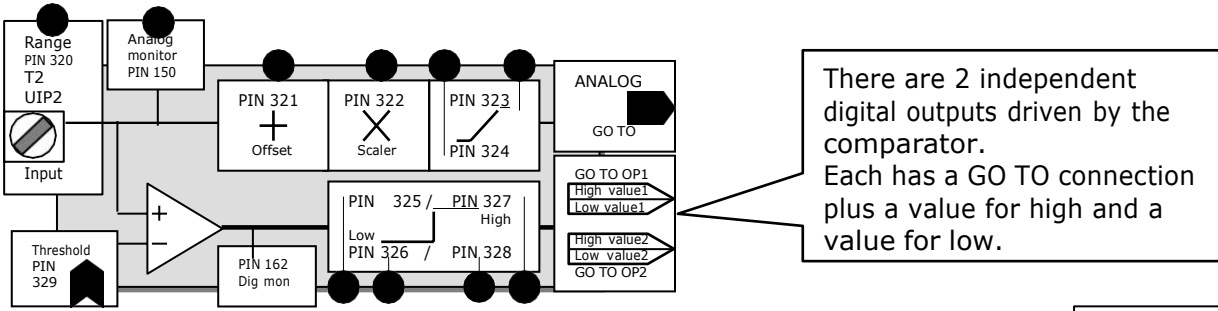 Range
PIN 320
T2
UIP2
Input
Analog
monitor
PIN 150
PIN 321
+
Offset
PIN 322
Scaler
PIN 323
PIN 324
ANALOG
GO TO
GO TO OP1
High value1
Low value1
High value2
Low value2
GO TO OP2
+
−
Threshold
PIN
329
PIN 162
Dig mon
PIN 325 / PIN 327
High
Low
PIN 326 / PIN 328
There are 2 independent
digital outputs driven by the
comparator.
Each has a GO TO connection
plus a value for high and a
value for low.